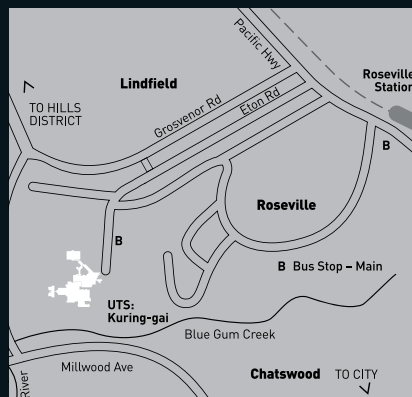 Pacific Hwy
Lindfield
Roseville
Station
TO HILLS
DISTRICT
Grosvenor Rd
Eton Rd
B
Roseville
B
B Bus Stop – Main
UTS:
Kuring-gai
Blue Gum Creek
Millwood Ave
Chatswood
TO CITY
River